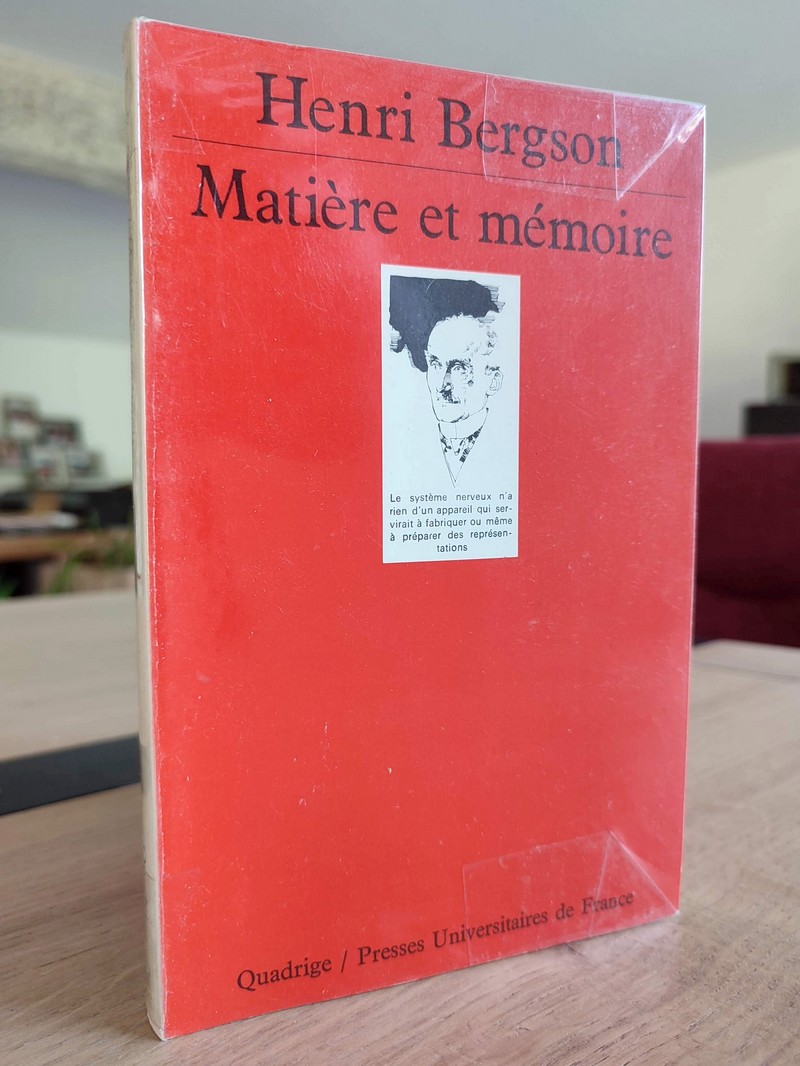 Henri Bergson
Matière et mémoire
Le système nerveux n'a
rien d'un appareil qui ser-
virait à fabriquer ou même
à préparer des représen-
tations
Quadrige / Presses Universitaires de France